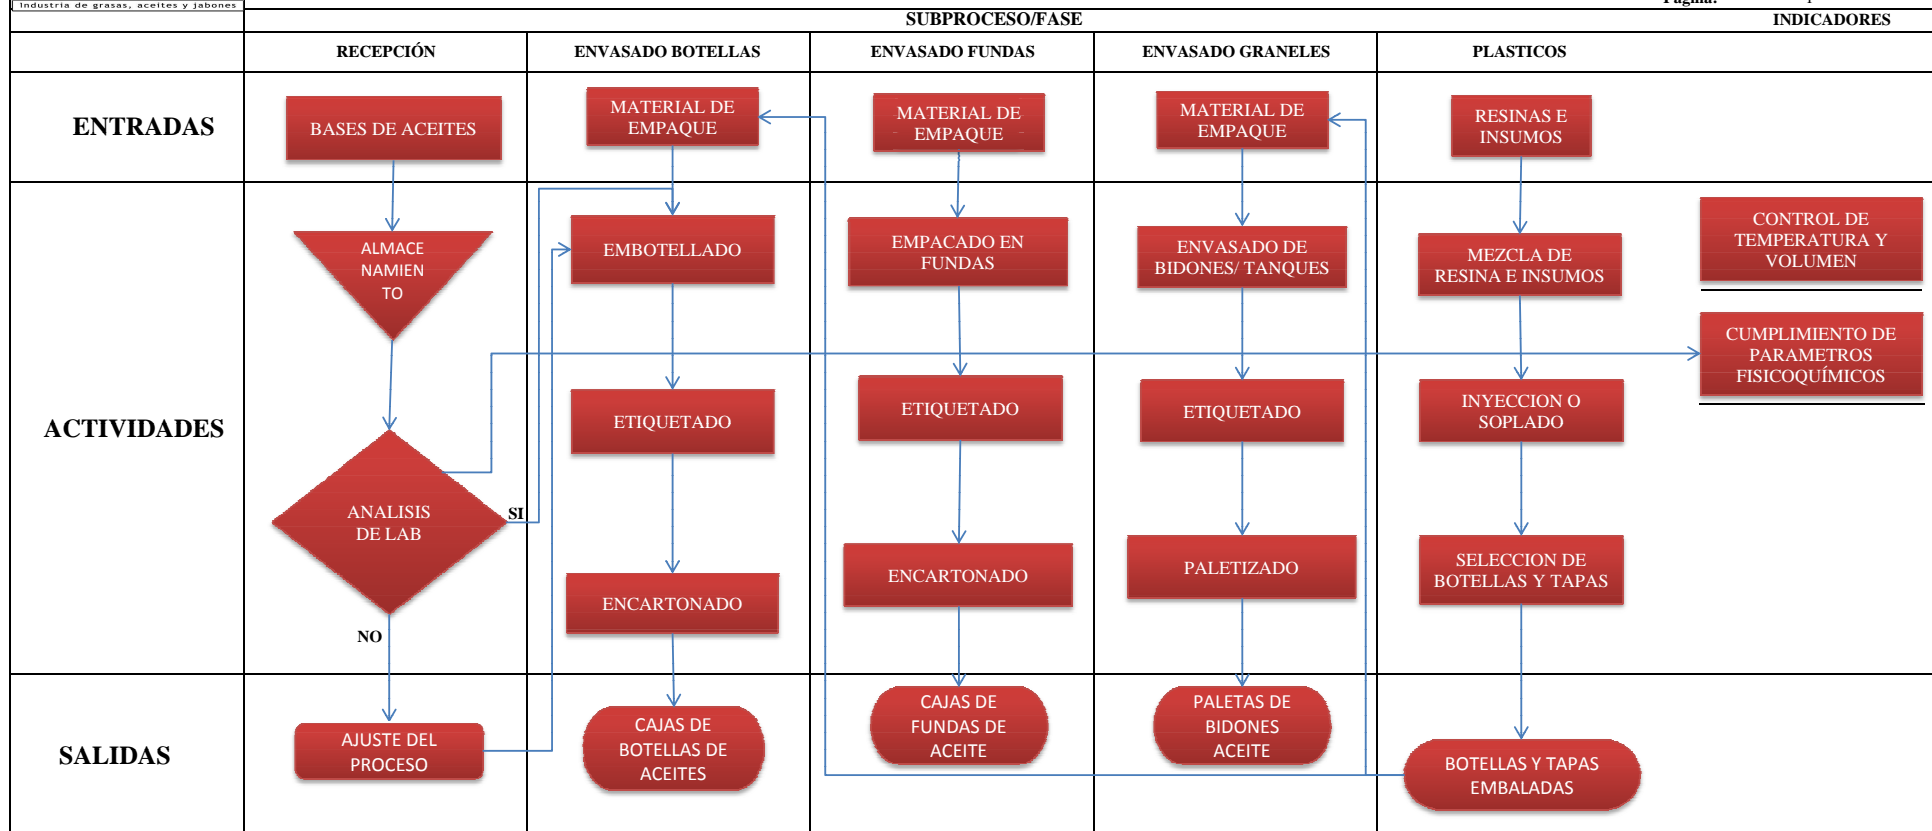 Industria de grasas, aceites y jabones
Página:
SUBPROCESO/FASE
INDICADORES
RECEPCIÓN
ENVASADO BOTELLAS
ENVASADO FUNDAS
ENVASADO GRANELES
PLASTICOS
ENTRADAS
BASES DE ACEITES
MATERIAL DE
EMPAQUE
MATERIAL DE
EMPAQUE
MATERIAL DE
EMPAQUE
RESINAS E
INSUMOS
ACTIVIDADES
ALMACE
NAMIEN
TO
EMBOTELLADO
EMPACADO EN
FUNDAS
ENVASADO DE
BIDONES/ TANQUES
MEZCLA DE
RESINA E INSUMOS
CONTROL DE
TEMPERATURA Y
VOLUMEN
CUMPLIMIENTO DE
PARAMETROS
FISICOQUÍMICOS
ETIQUETADO
ETIQUETADO
ETIQUETADO
INYECCION O
SOPLADO
ANALISIS
DE LAB
SI
NO
ENCARTONADO
ENCARTONADO
PALETIZADO
SELECCION DE
BOTELLAS Y TAPAS
SALIDAS
AJUSTE DEL
PROCESO
CAJAS DE
BOTELLAS DE
ACEITES
CAJAS DE
FUNDAS DE
ACEITE
PALETAS DE
BIDONES
ACEITE
BOTELLAS Y TAPAS
EMBALADAS